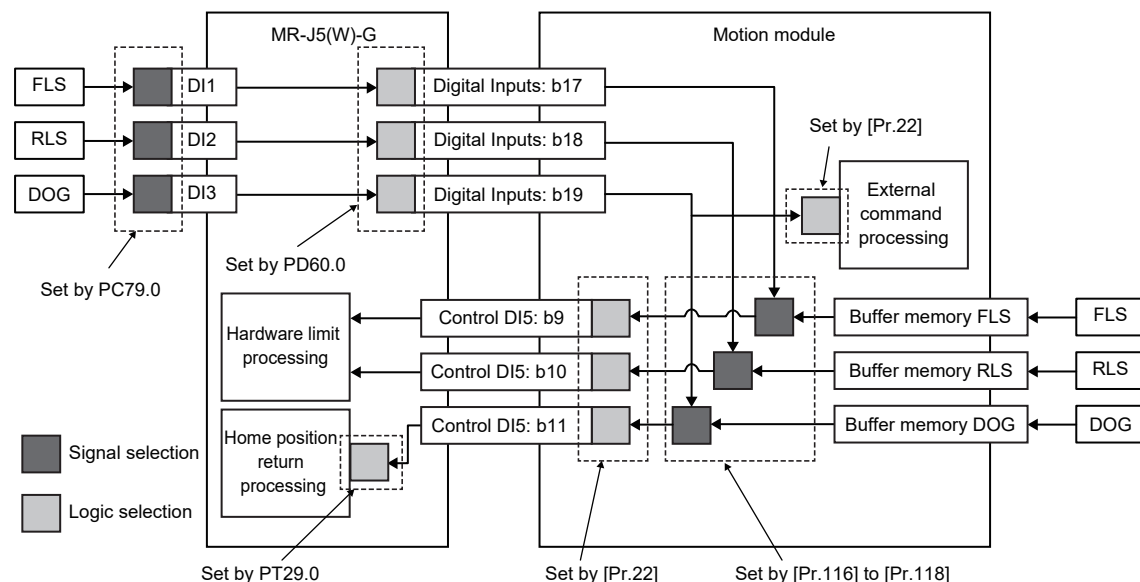 MR-J5(W)-G
Motion module
FLS
DI1
Digital Inputs: b17
RLS
DI2
Digital Inputs: b18
Set by [Pr.22]
DOG
DI3
Digital Inputs: b19
External
command
processing
Set by PD60.0
Set by PC79.0
Hardware limit
processing
Control DI5: b9
Buffer memory FLS
FLS
Control DI5: b10
Buffer memory RLS
RLS
Control DI5: b11
Buffer memory DOG
DOG
Home position
return
processing
Signal selection
Logic selection
Set by PT29.0
Set by [Pr.22]
Set by [Pr.116] to [Pr.118]